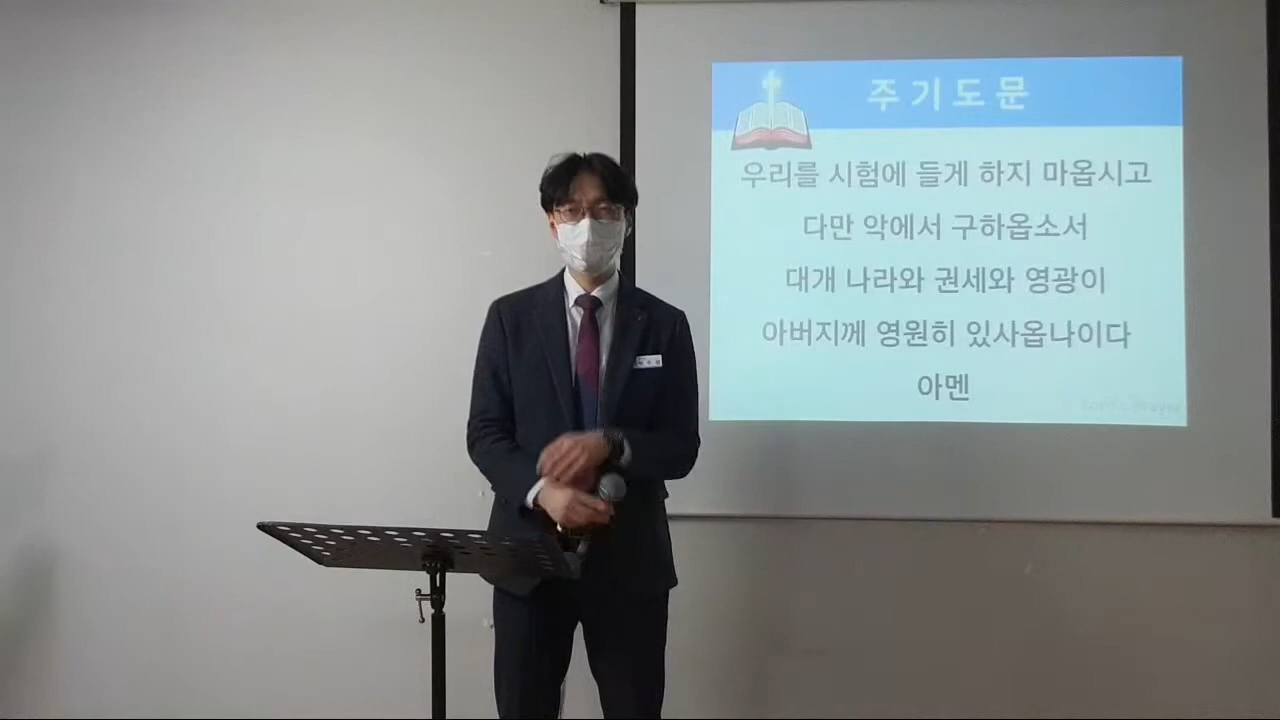 주기도문
우리를 시험에 들게 하지 마옵시고
다만 악에서 구하옵소서
대개 나라와 권세와 영광이
아버지께 영원히 있사옵나이다
아멘